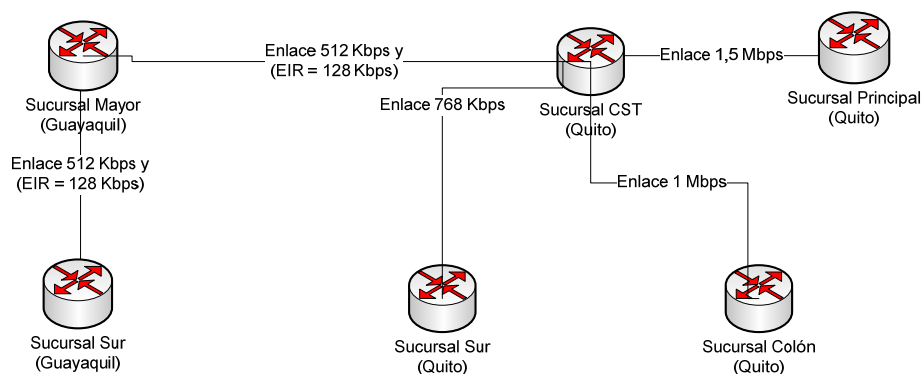 Enlace 512 Kbps y
(EIR = 128 Kbps)
Enlace 1,5 Mbps
Sucursal Mayor
(Guayaquil)
Enlace 768 Kbps
Sucursal CST
(Quito)
Sucursal Principal
(Quito)
Enlace 512 Kbps y
(EIR = 128 Kbps)
Enlace 1 Mbps
Sucursal Sur
(Guayaquil)
Sucursal Sur
(Quito)
Sucursal Colón
(Quito)